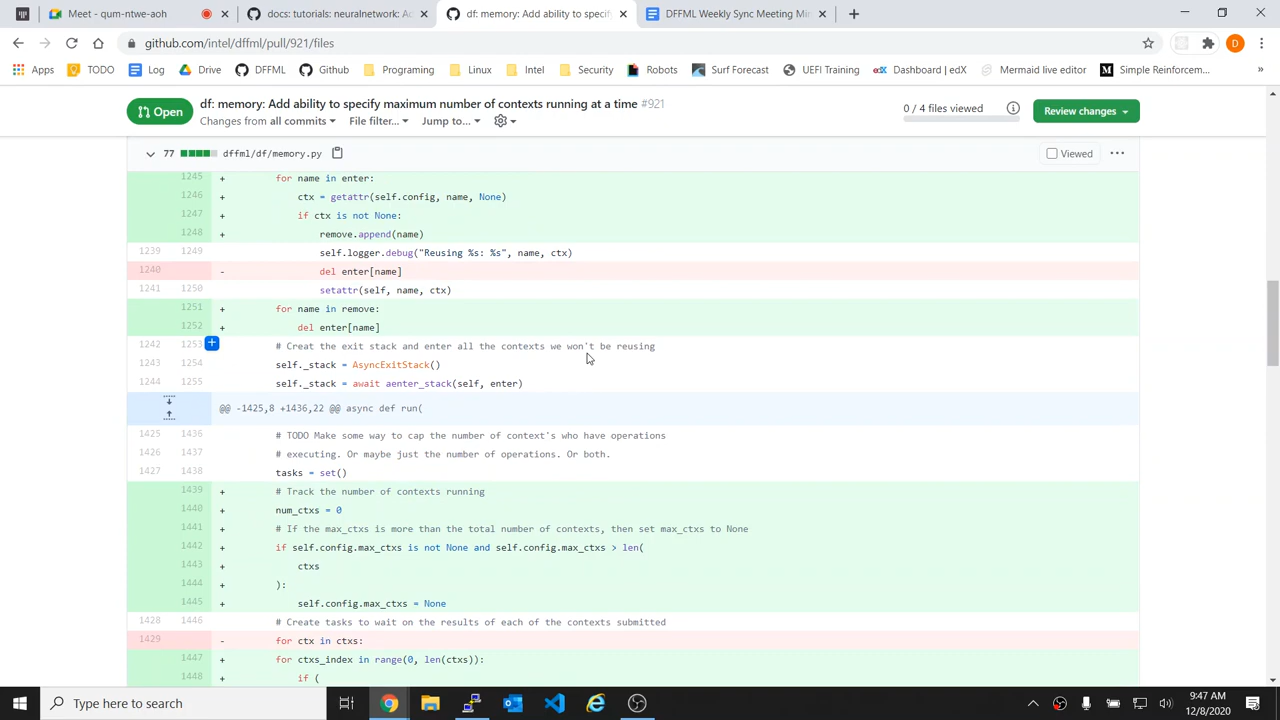 Meet - qum-ntwe-aoh
docs: tutorials: neuralnetwork: Ad
df: memory: Add ability to specify
DFFML Weekly Sync Meeting Min
github.com/intel/dffml/pull/921/files
D
Apps
TODO
Log
Drive
DFFML
Github
Programing
Linux
Intel
Security
Robots
Surf Forecast
UEFI Training
Dashboard | edX
Mermaid live editor
Simple Reinforcem...
»
Open
df: memory: Add ability to specify maximum number of contexts running at a time #921
Changes from all commits
File filter...
Jump to...
0 / 4 files viewed
Review changes
77 dffml/df/memory.py
Viewed
1245 + for name in enter:
1246 + ctx = getattr(self.config, name, None)
1247 + if ctx is not None:
1248 + remove.append(name)
1239 1249 self.logger.debug("Reusing %s: %s", name, ctx)
1240 - del enter[name]
1241 1250 setattr(self, name, ctx)
1251 + for name in remove:
1252 + del enter[name]
1242 1253 # Creat the exit stack and enter all the contexts we won't be reusing
1243 1254 self._stack = AsyncExitStack()
1244 1255 self._stack = await aenter_stack(self, enter)
@@ -1425,8 +1436,22 @@ async def run(
1425 1436 # TODO Make some way to cap the number of context's who have operations
1426 1437 # executing. Or maybe just the number of operations. Or both.
1427 1438 tasks = set()
1439 + # Track the number of contexts running
1440 + num_ctxs = 0
1441 + # If the max_ctxs is more than the total number of contexts, then set max_ctxs to None
1442 + if self.config.max_ctxs is not None and self.config.max_ctxs > len(
1443 + ctxs
1444 + ):
1445 + self.config.max_ctxs = None
1428 1446 # Create tasks to wait on the results of each of the contexts submitted
1429 - for ctx in ctxs:
1447 + for ctxs_index in range(0, len(ctxs)):
1448 + if (
Type here to search
9:47 AM
12/8/2020